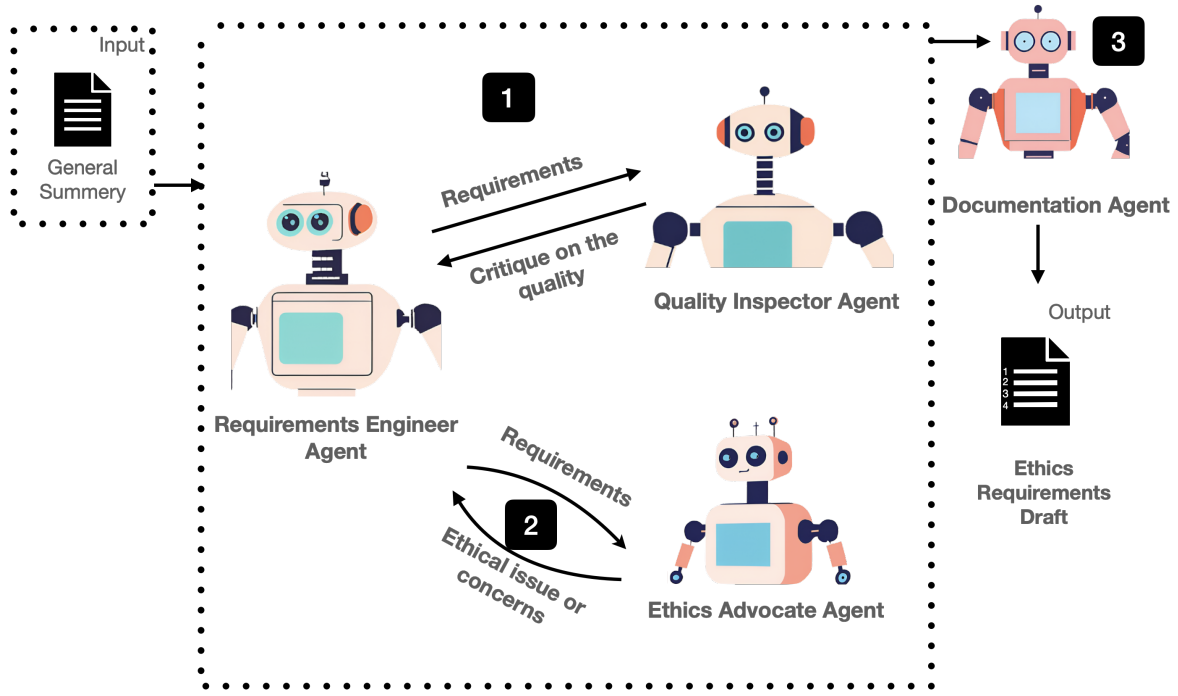 Input
General
Summery
1
Requirements
Critique on the
quality
Requirements Engineer
Agent
Quality Inspector Agent
2
Requirements
Ethical issue or
concerns
Ethics Advocate Agent
3
Documentation Agent
Output
1
2
3
4
Ethics
Requirements
Draft